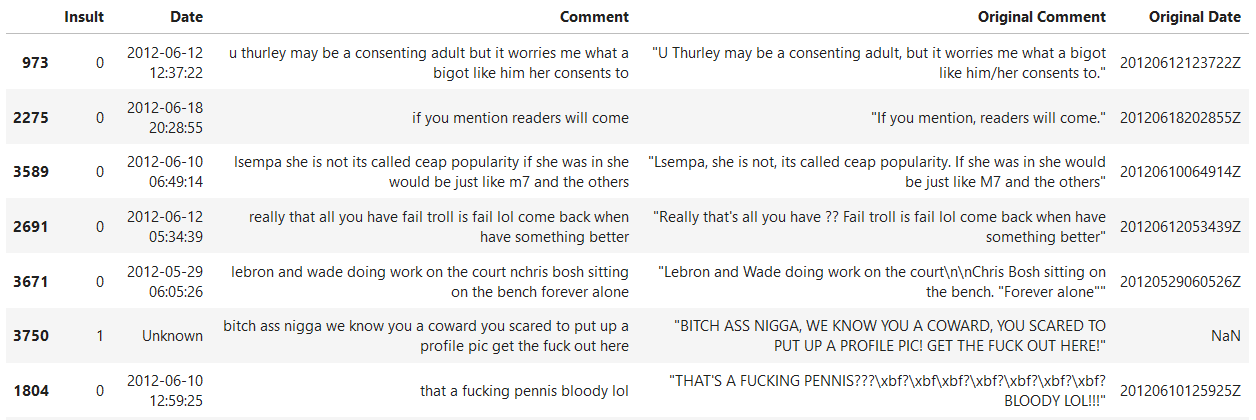 Insult Date Comment Original Comment Original Date
973 0 2012-06-12 12:37:22 u thurley may be a consenting adult but it worries me what a bigot like him her consents to "U Thurley may be a consenting adult, but it worries me what a bigot like him/her consents to." 20120612123722Z
2275 0 2012-06-18 20:28:55 if you mention readers will come "If you mention, readers will come." 20120618202855Z
3589 0 2012-06-10 06:49:14 lsempa she is not its called ceap popularity if she was in she would be just like m7 and the others "Lsempa, she is not, its called ceap popularity. If she was in she would be just like M7 and the others" 20120610064914Z
2691 0 2012-06-12 05:34:39 really that all you have fail troll is fail lol come back when have something better "Really that's all you have ?? Fail troll is fail lol come back when have something better" 20120612053439Z
3671 0 2012-05-29 06:05:26 lebron and wade doing work on the court nchris bosh sitting on the bench forever alone "Lebron and Wade doing work on the court\n\nChris Bosh sitting on the bench. "Forever alone"" 20120529060526Z
3750 1 Unknown bitch ass nigga we know you a coward you scared to put up a profile pic get the fuck out here "BITCH ASS NIGGA, WE KNOW YOU A COWARD, YOU SCARED TO PUT UP A PROFILE PIC! GET THE FUCK OUT HERE!" NaN
1804 0 2012-06-10 12:59:25 that a fucking pennis bloody lol "THAT'S A FUCKING PENNIS???\xbf?\xbf\xbf?\xbf?\xbf?\xbf?\xbf? BLOODY LOL!!!" 20120610125925Z